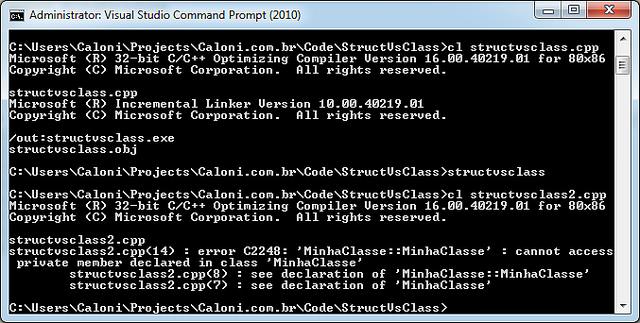 Administrator: Visual Studio Command Prompt (2010)
C:\Users\Caloni\Projects\Caloni.com.br\Code\StructVsClass>cl structvsclass.cpp
Microsoft (R) 32-bit C/C++ Optimizing Compiler Version 16.00.40219.01 for 80x86
Copyright (C) Microsoft Corporation.  All rights reserved.
structvsclass.cpp
Microsoft (R) Incremental Linker Version 10.00.40219.01
Copyright (C) Microsoft Corporation.  All rights reserved.
/out:structvsclass.exe
structvsclass.obj
C:\Users\Caloni\Projects\Caloni.com.br\Code\StructVsClass>structvsclass
C:\Users\Caloni\Projects\Caloni.com.br\Code\StructVsClass>cl structvsclass2.cpp
Microsoft (R) 32-bit C/C++ Optimizing Compiler Version 16.00.40219.01 for 80x86
Copyright (C) Microsoft Corporation.  All rights reserved.
structvsclass2.cpp
structvsclass2.cpp(14) : error C2248: 'MinhaClasse::MinhaClasse' : cannot access
 private member declared in class 'MinhaClasse'
        structvsclass2.cpp(8) : see declaration of 'MinhaClasse::MinhaClasse'
        structvsclass2.cpp(7) : see declaration of 'MinhaClasse'
C:\Users\Caloni\Projects\Caloni.com.br\Code\StructVsClass>